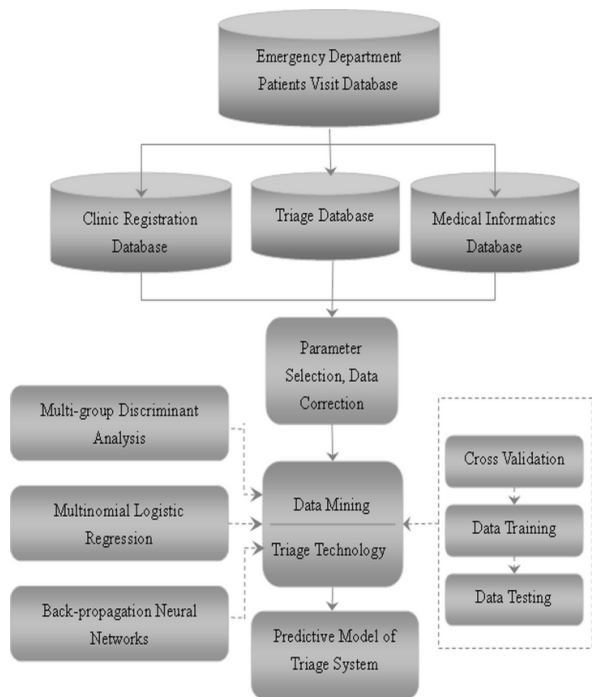 Emergency Department
Patients Visit Database
Clinic Registration
Database
Triage Database
Medical Informatics
Database
Parameter
Selection, Data
Correction
Multi-group Discriminant
Analysis
Multinomial Logistic
Regression
Back-propagation Neural
Networks
Data Mining
Triage Technology
Cross Validation
Data Training
Data Testing
Predictive Model of
Triage System